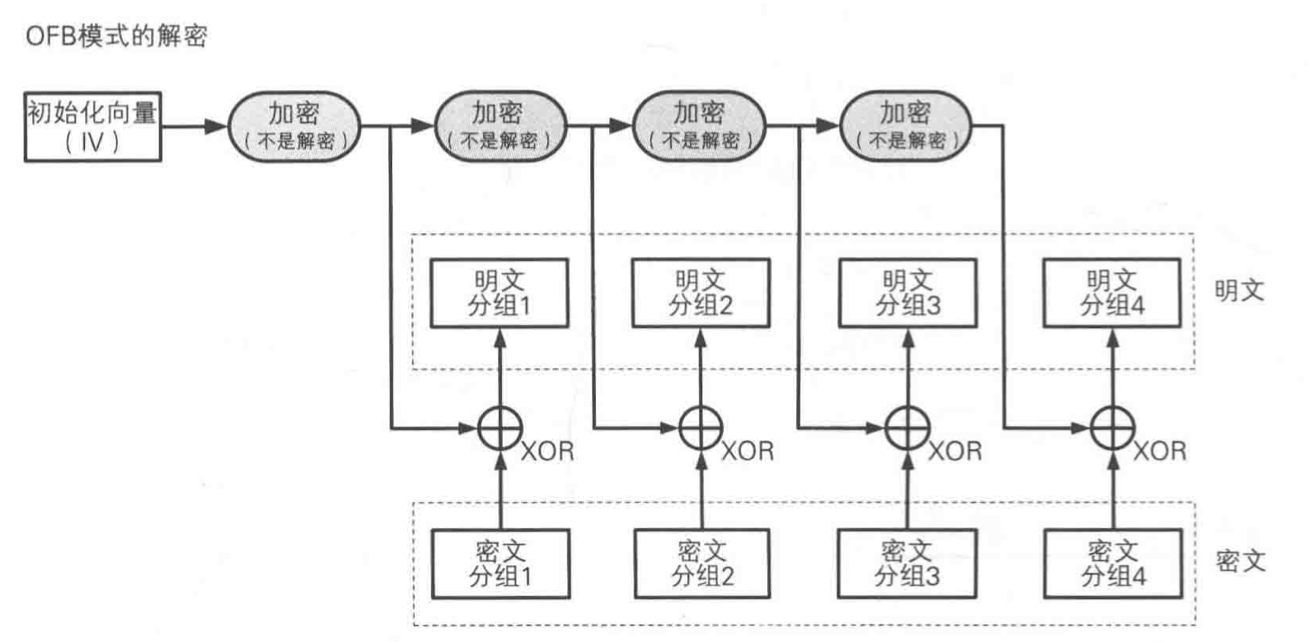 OFB模式的解密
初始化向量
（IV）
加密
（不是解密）
加密
（不是解密）
加密
（不是解密）
加密
（不是解密）
明文
分组1
明文
分组2
明文
分组3
明文
分组4
明文
XOR
XOR
XOR
XOR
密文
分组1
密文
分组2
密文
分组3
密文
分组4
密文